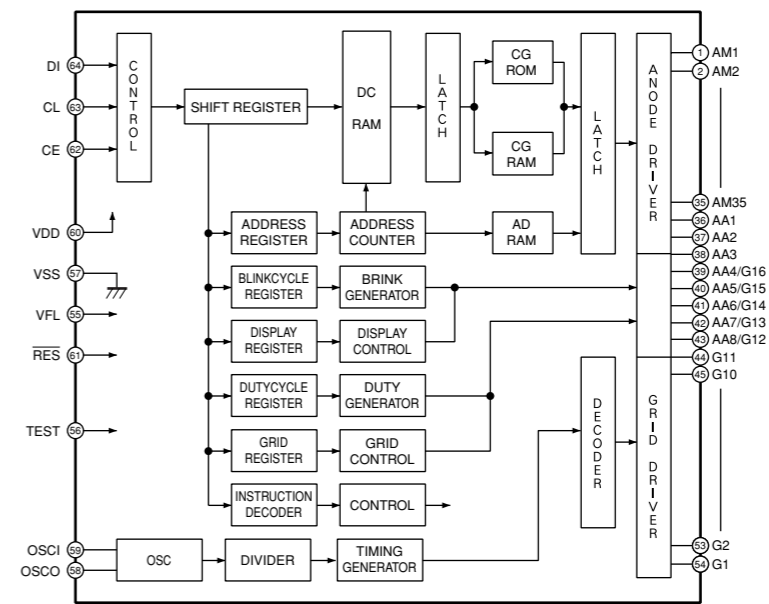 DI 64
CL 63
CE 62
VDD 60
VSS 57
VFL 55
RES 61
TEST 56
OSCI 59
OSCO 58
CONTROL
SHIFT REGISTER
DC
RAM
LATCH
CG
ROM
CG
RAM
LATCH
ANODE DRIVER
ADDRESS
REGISTER
ADDRESS
COUNTER
AD
RAM
BLINKCYCLE
REGISTER
BRINK
GENERATOR
DISPLAY
REGISTER
DISPLAY
CONTROL
DUTYCYCLE
REGISTER
DUTY
GENERATOR
GRID
REGISTER
GRID
CONTROL
INSTRUCTION
DECODER
CONTROL
OSC
DIVIDER
TIMING
GENERATOR
DECODER
GRID DRIVER
1 AM1
2 AM2
35 AM35
36 AA1
37 AA2
38 AA3
39 AA4/G16
40 AA5/G15
41 AA6/G14
42 AA7/G13
43 AA8/G12
44 G11
45 G10
53 G2
54 G1